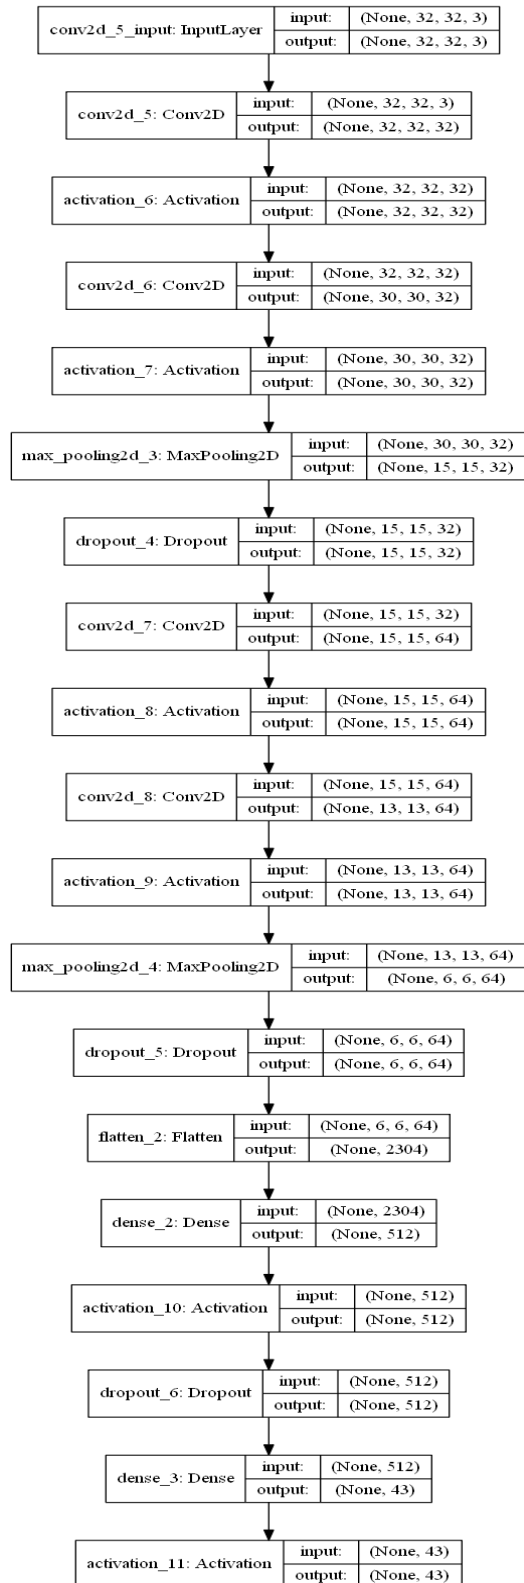 conv2d_5_input: InputLayer
input: (None, 32, 32, 3)
output: (None, 32, 32, 3)
conv2d_5: Conv2D
input: (None, 32, 32, 3)
output: (None, 32, 32, 32)
activation_6: Activation
input: (None, 32, 32, 32)
output: (None, 32, 32, 32)
conv2d_6: Conv2D
input: (None, 32, 32, 32)
output: (None, 30, 30, 32)
activation_7: Activation
input: (None, 30, 30, 32)
output: (None, 30, 30, 32)
max_pooling2d_3: MaxPooling2D
input: (None, 30, 30, 32)
output: (None, 15, 15, 32)
dropout_4: Dropout
input: (None, 15, 15, 32)
output: (None, 15, 15, 32)
conv2d_7: Conv2D
input: (None, 15, 15, 32)
output: (None, 15, 15, 64)
activation_8: Activation
input: (None, 15, 15, 64)
output: (None, 15, 15, 64)
conv2d_8: Conv2D
input: (None, 15, 15, 64)
output: (None, 13, 13, 64)
activation_9: Activation
input: (None, 13, 13, 64)
output: (None, 13, 13, 64)
max_pooling2d_4: MaxPooling2D
input: (None, 13, 13, 64)
output: (None, 6, 6, 64)
dropout_5: Dropout
input: (None, 6, 6, 64)
output: (None, 6, 6, 64)
flatten_2: Flatten
input: (None, 6, 6, 64)
output: (None, 2304)
dense_2: Dense
input: (None, 2304)
output: (None, 512)
activation_10: Activation
input: (None, 512)
output: (None, 512)
dropout_6: Dropout
input: (None, 512)
output: (None, 512)
dense_3: Dense
input: (None, 512)
output: (None, 43)
activation_11: Activation
input: (None, 43)
output: (None, 43)